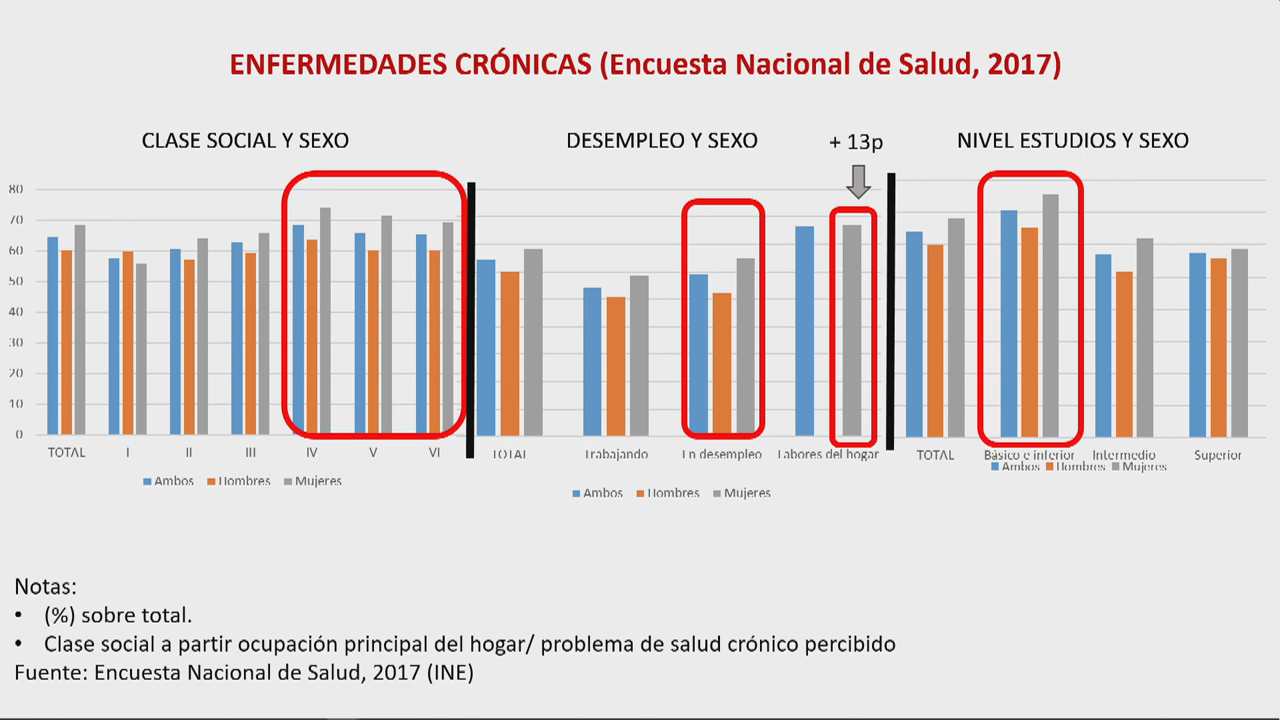 ENFERMEDADES CRÓNICAS (Encuesta Nacional de Salud, 2017)
CLASE SOCIAL Y SEXO
DESEMPLEO Y SEXO
+ 13p
NIVEL ESTUDIOS Y SEXO
80
70
60
50
40
30
20
10
0
TOTAL I II III IV V VI
Ambos Hombres Mujeres
TOTAL Trabajando En desempleo Labores del hogar
Ambos Hombres Mujeres
TOTAL Básico e inferior Intermedio Superior
Ambos Hombres Mujeres
Notas:
• (%) sobre total.
• Clase social a partir ocupación principal del hogar/ problema de salud crónico percibido
Fuente: Encuesta Nacional de Salud, 2017 (INE)